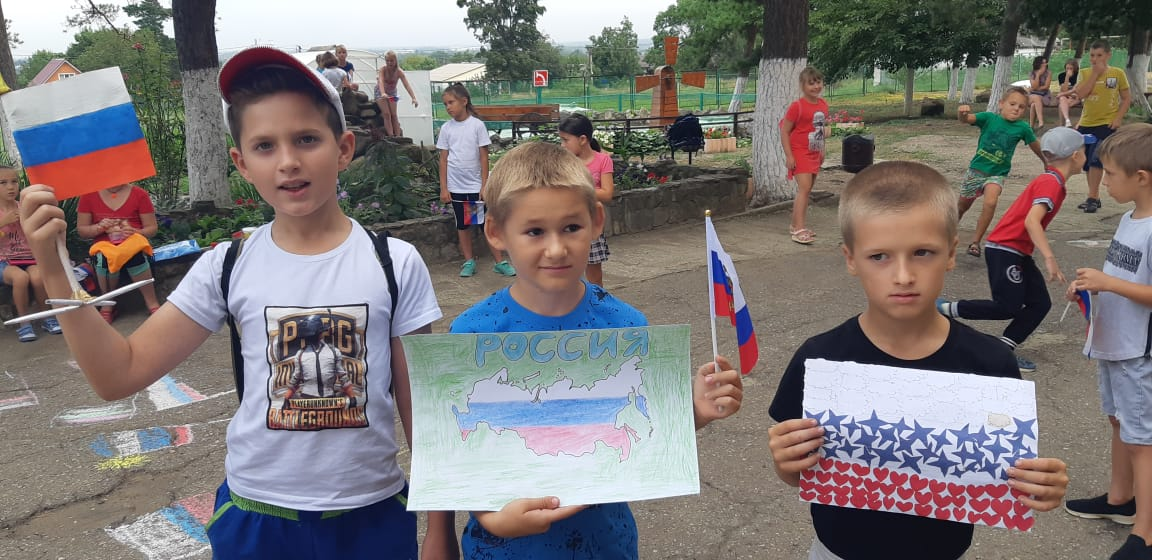 РОССИЯ
PUBG
PLAYERUNKNOWN'S
BATTLEGROUNDS